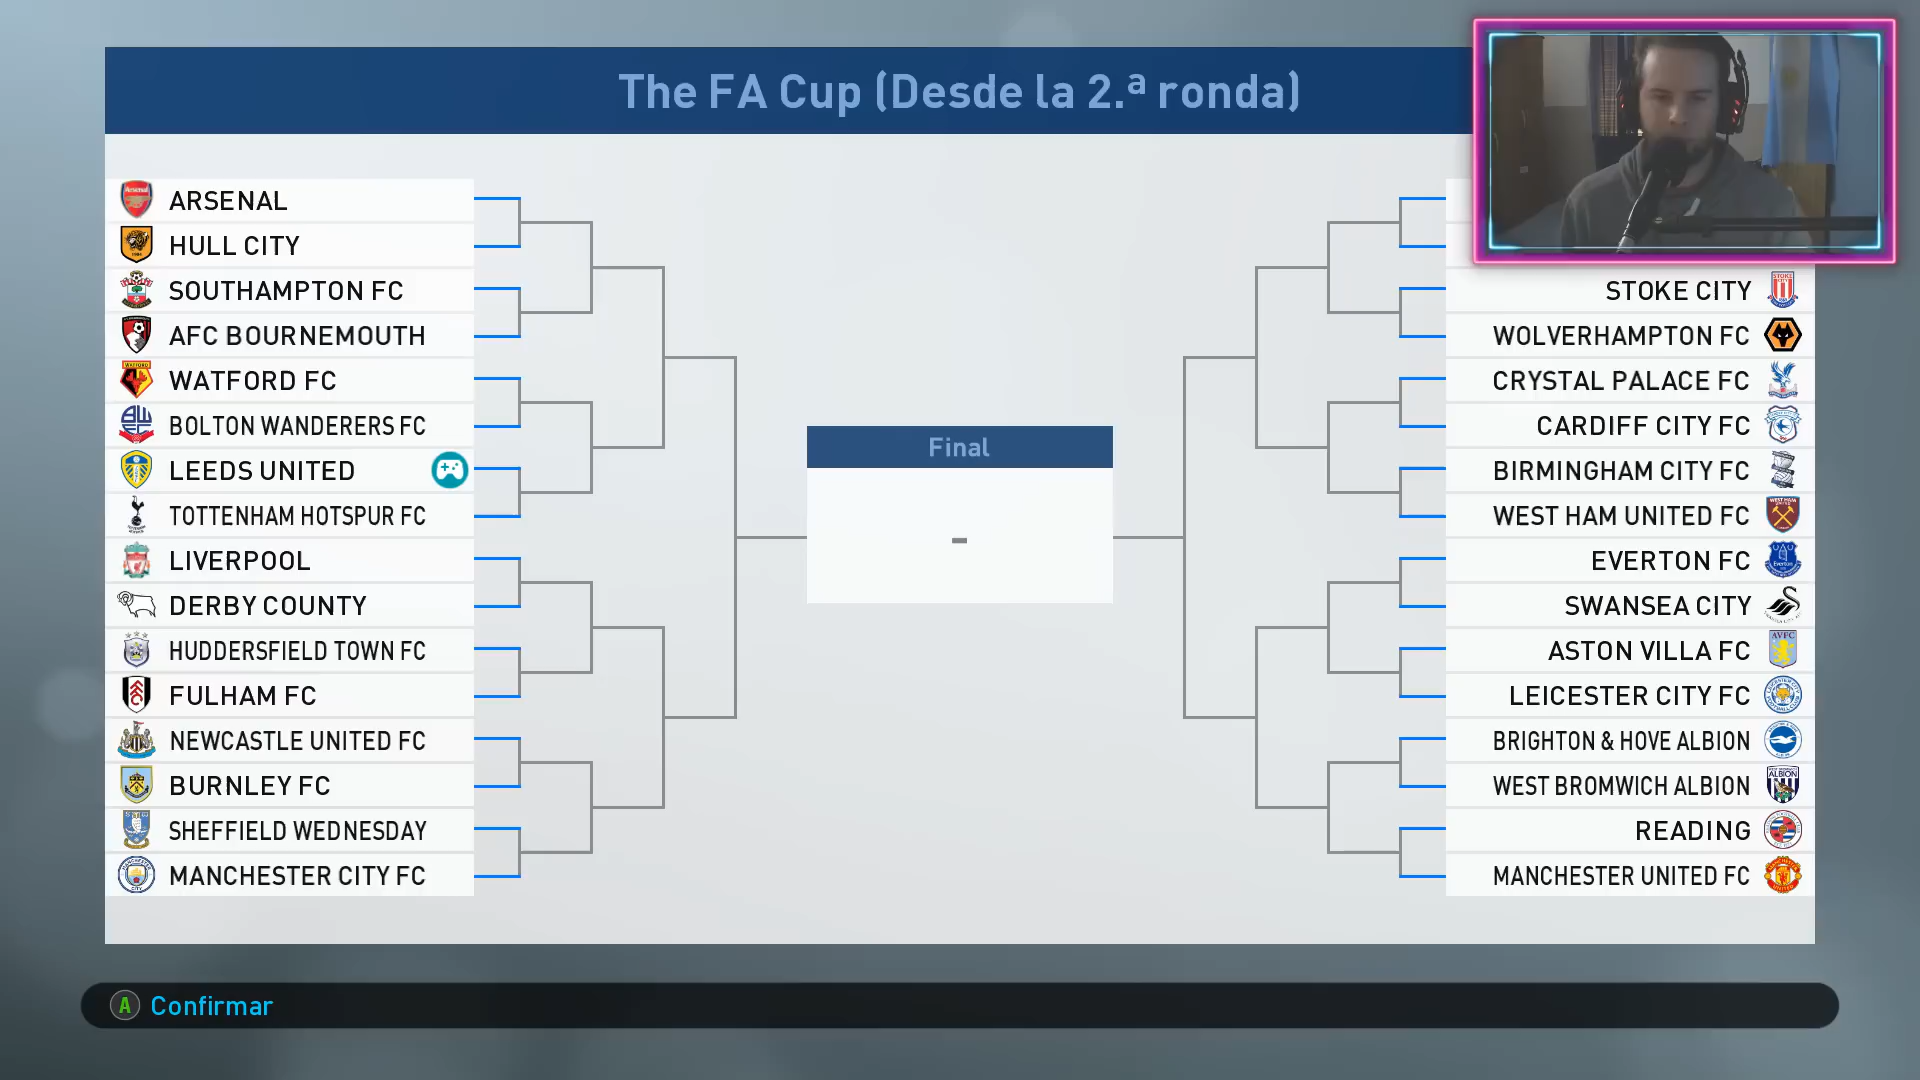 The FA Cup (Desde la 2.ª ronda)
ARSENAL
HULL CITY
SOUTHAMPTON FC
AFC BOURNEMOUTH
WATFORD FC
BOLTON WANDERERS FC
LEEDS UNITED
TOTTENHAM HOTSPUR FC
LIVERPOOL
DERBY COUNTY
HUDDERSFIELD TOWN FC
FULHAM FC
NEWCASTLE UNITED FC
BURNLEY FC
SHEFFIELD WEDNESDAY
MANCHESTER CITY FC
Final
-
STOKE CITY
WOLVERHAMPTON FC
CRYSTAL PALACE FC
CARDIFF CITY FC
BIRMINGHAM CITY FC
WEST HAM UNITED FC
EVERTON FC
SWANSEA CITY
ASTON VILLA FC
LEICESTER CITY FC
BRIGHTON & HOVE ALBION
WEST BROMWICH ALBION
READING
MANCHESTER UNITED FC
A Confirmar